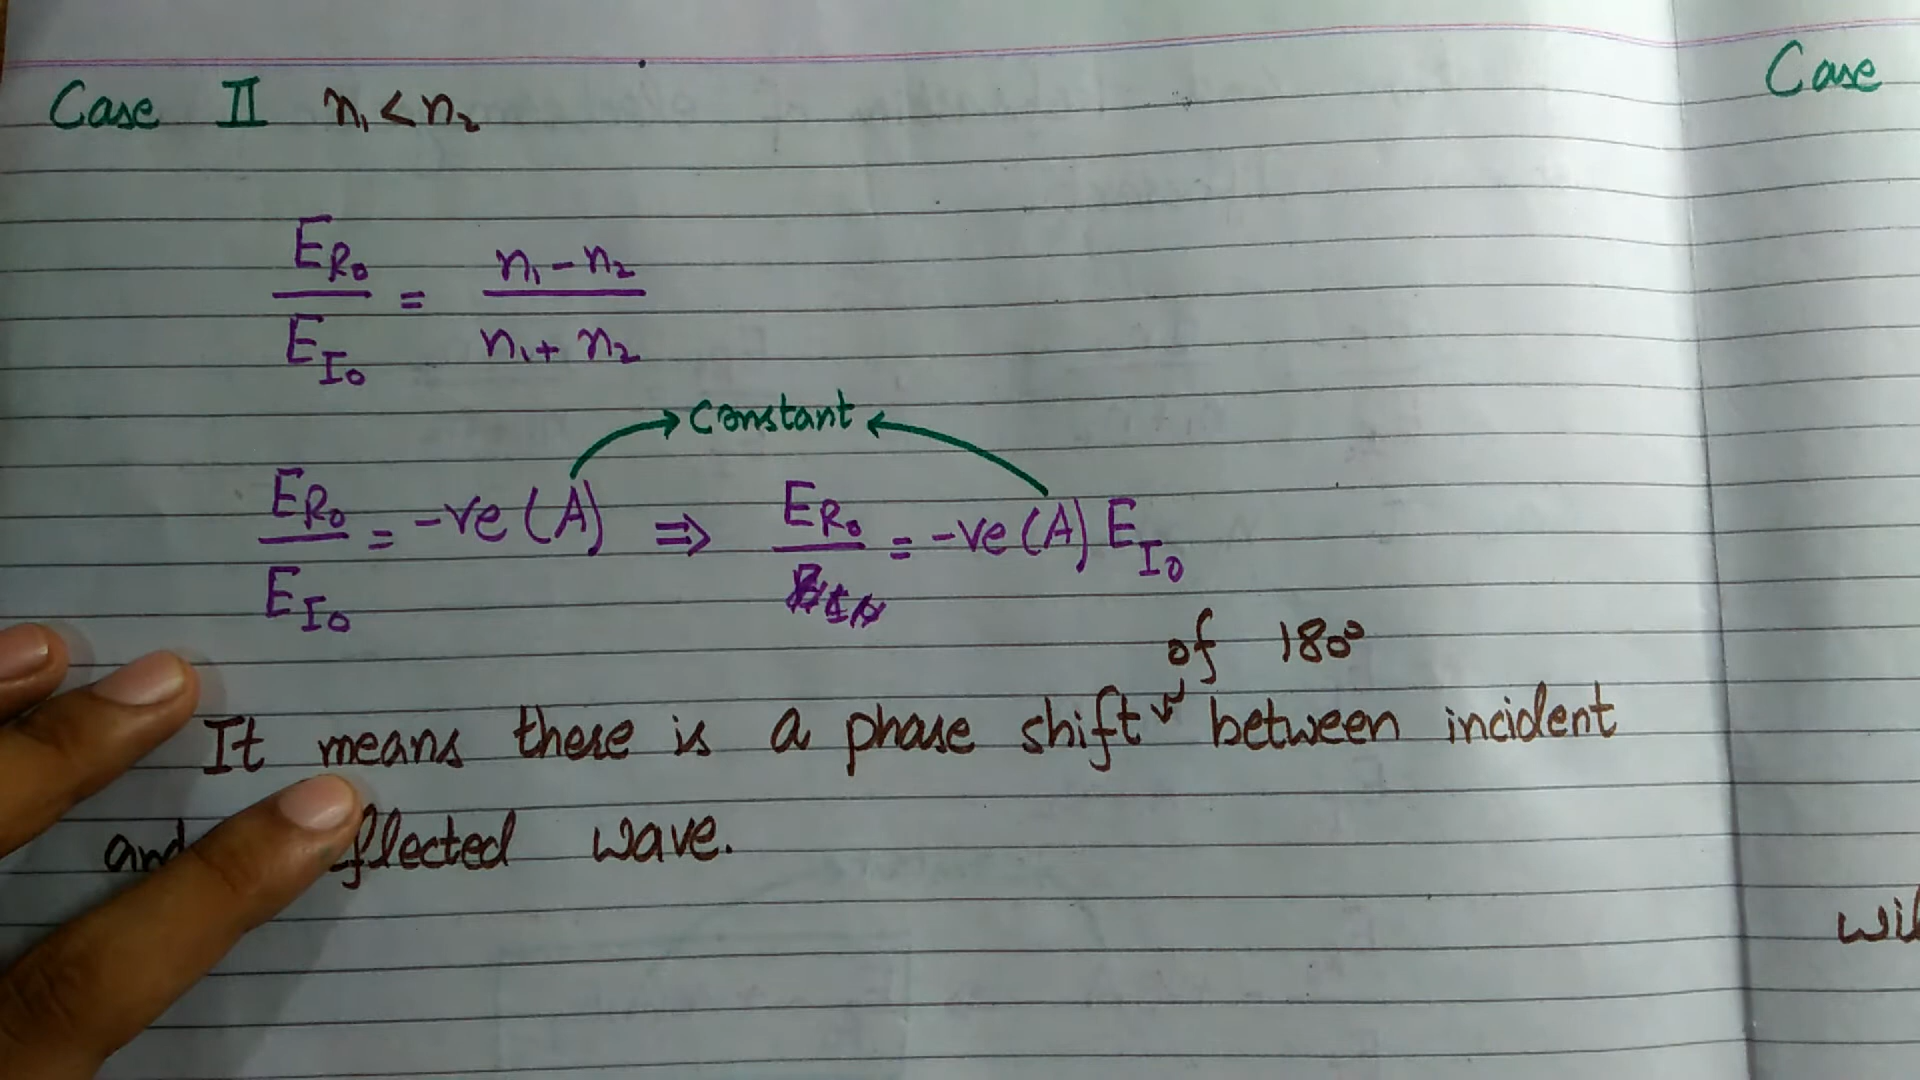 Case II n₁ < n₂
E_R₀ / E_I₀ = n₁ - n₂ / n₁ + n₂
→ Constant ←
E_R₀ / E_I₀ = -ve (A) ⇒ E_R₀ = -ve (A) E_I₀
of 180°
It means there is a phase shift between incident
and flected wave.
Case